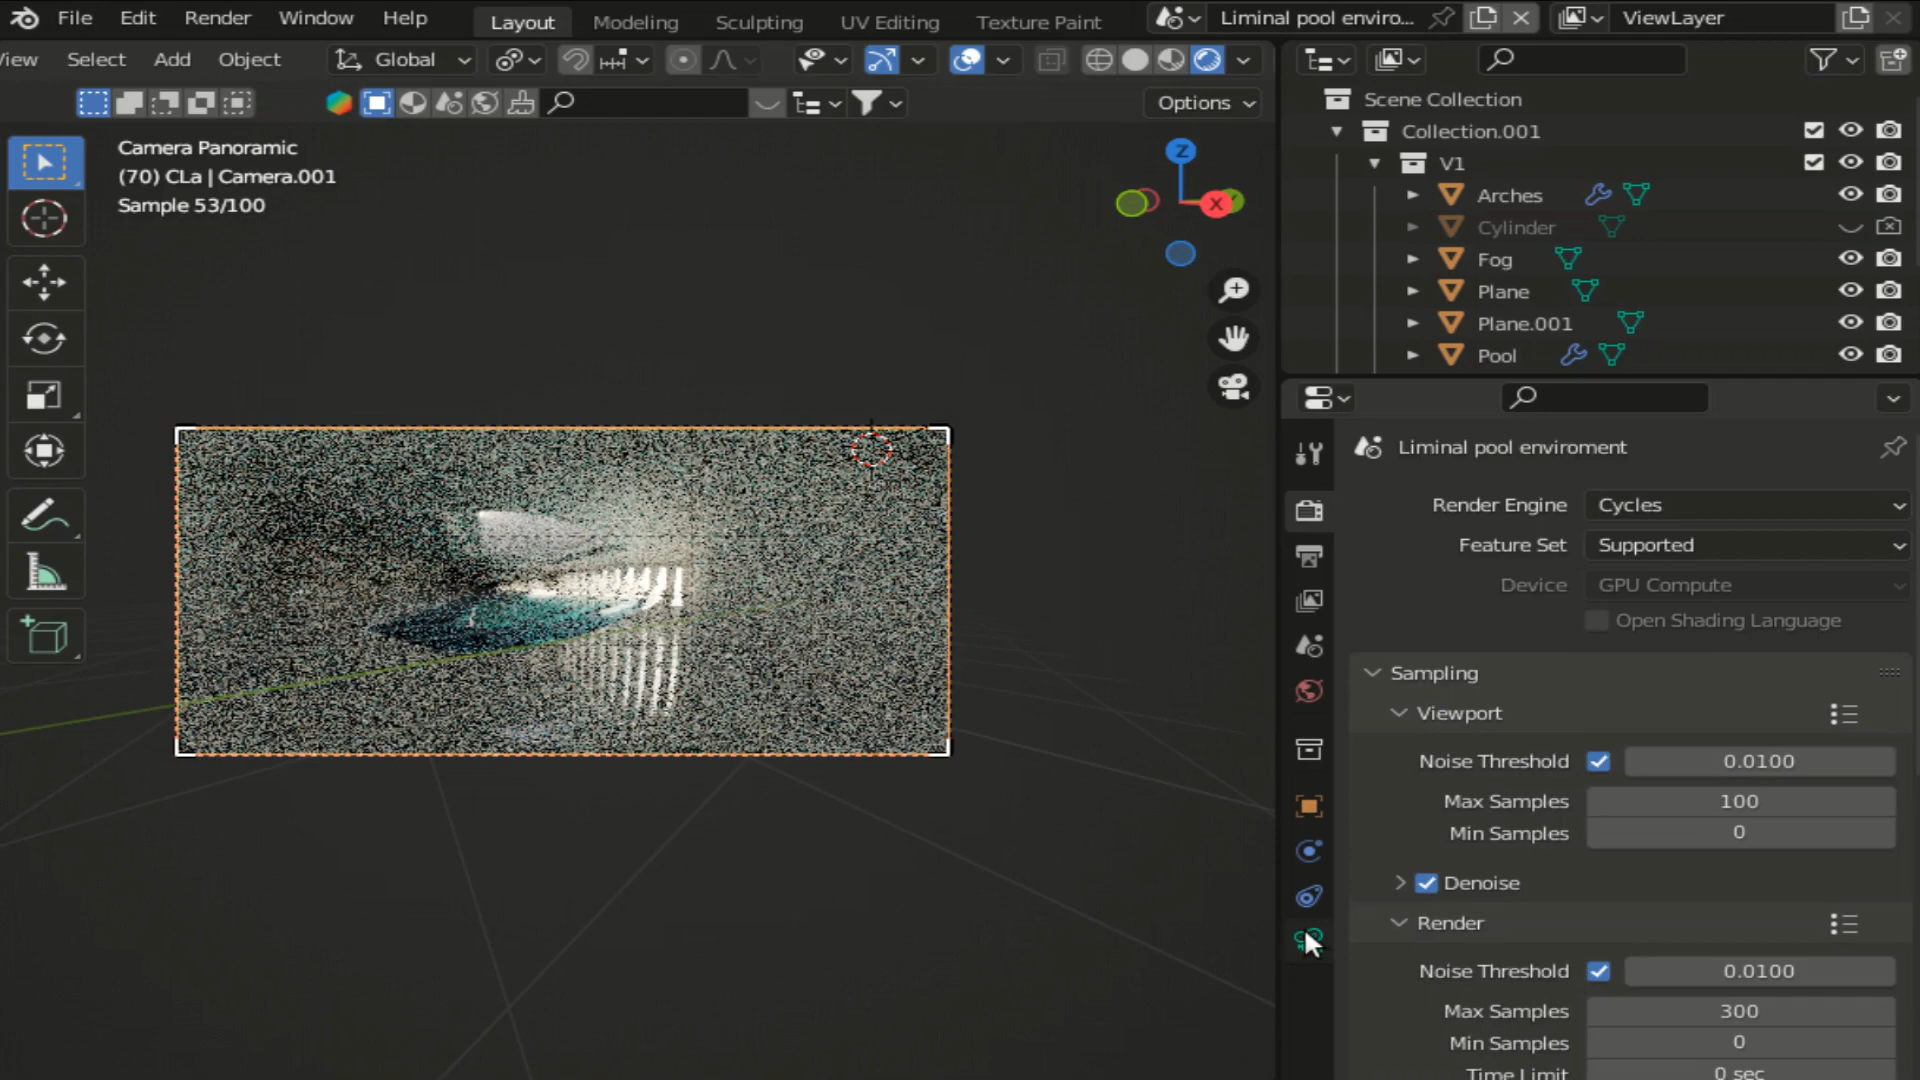 File Edit Render Window Help Layout Modeling Sculpting UV Editing Texture Paint Liminal pool enviro... ViewLayer
iew Select Add Object Global
Options
Camera Panoramic
(70) CLa | Camera.001
Sample 53/100
Z
X
Scene Collection
Collection.001
V1
Arches
Cylinder
Fog
Plane
Plane.001
Pool
Liminal pool enviroment
Render Engine Cycles
Feature Set Supported
Device GPU Compute
Open Shading Language
Sampling
Viewport
Noise Threshold 0.0100
Max Samples 100
Min Samples 0
Denoise
Render
Noise Threshold 0.0100
Max Samples 300
Min Samples 0
Time Limit 0 sec